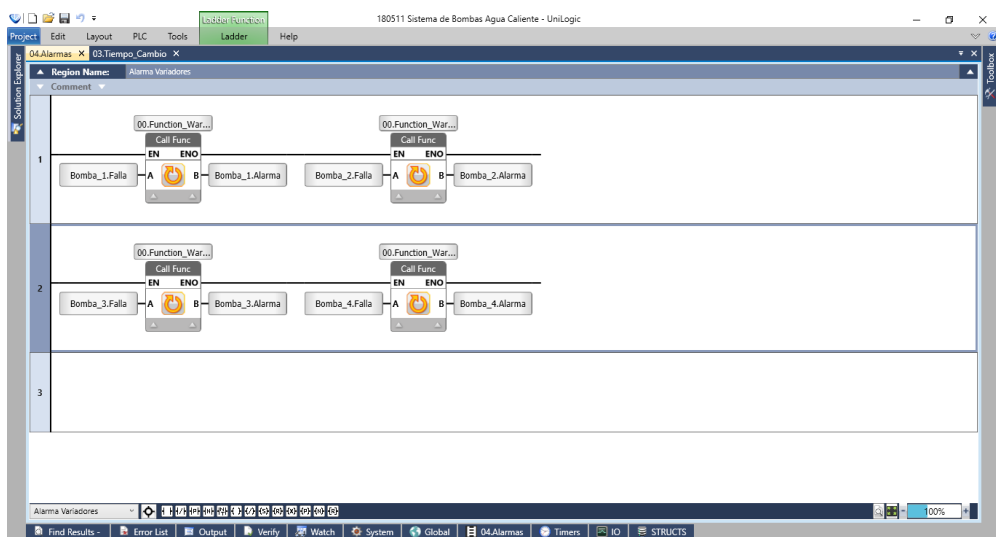 Ladder Function
180511 Sistema de Bombas Agua Caliente - UniLogic
Project Edit Layout PLC Tools Ladder Help
04.Alarmas 03.Tiempo_Cambio
Solution Explorer
Toolbox
Region Name: Alarma Variadores
Comment
00.Function_War... 00.Function_War...
Call Func Call Func
EN ENO EN ENO
1
Bomba_1.Falla A B Bomba_1.Alarma Bomba_2.Falla A B Bomba_2.Alarma
00.Function_War... 00.Function_War...
Call Func Call Func
EN ENO EN ENO
2
Bomba_3.Falla A B Bomba_3.Alarma Bomba_4.Falla A B Bomba_4.Alarma
3
Alarma Variadores 100%
Find Results - Error List Output Verify Watch System Global 04.Alarmas Timers IO STRUCTS